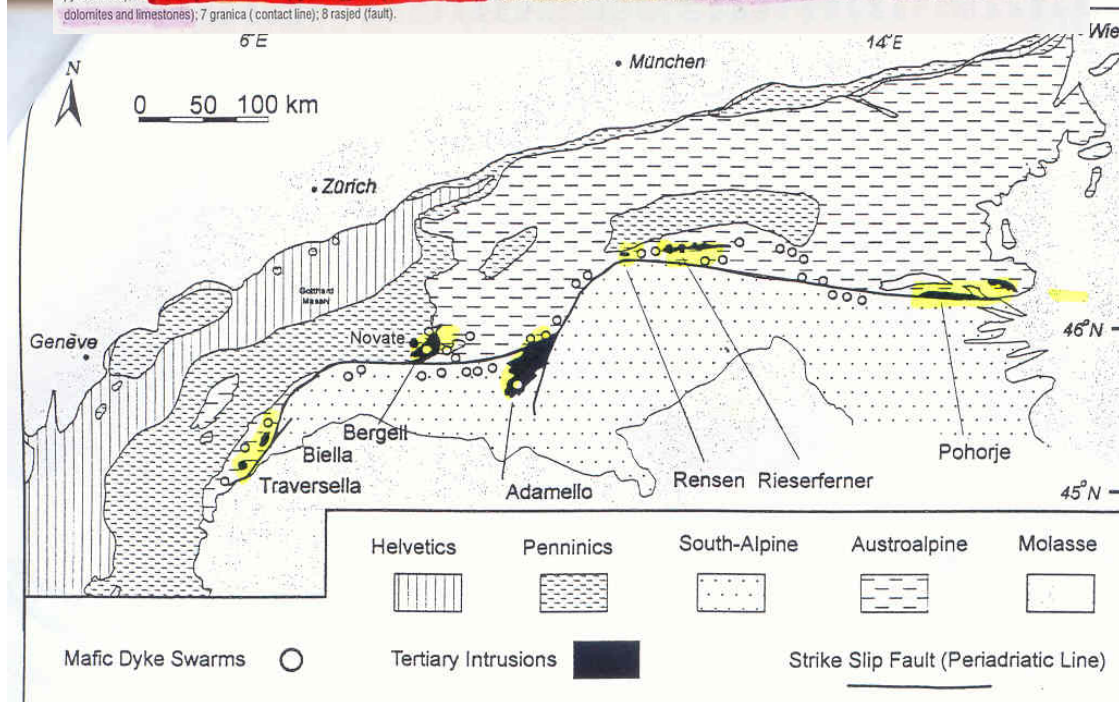 dolomites and limestones); 7 granica ( contact line); 8 rasjed (fault).
6°E
14°E
Wie
N
München
0 50 100 km
Zürich
Gotthard
Massiv
Genève
Novate
46°N
Bergell
Biella
Pohorje
Traversella
Adamello
Rensen
Rieserferner
45°N
Helvetics
Penninics
South-Alpine
Austroalpine
Molasse
Mafic Dyke Swarms
Tertiary Intrusions
Strike Slip Fault (Periadriatic Line)